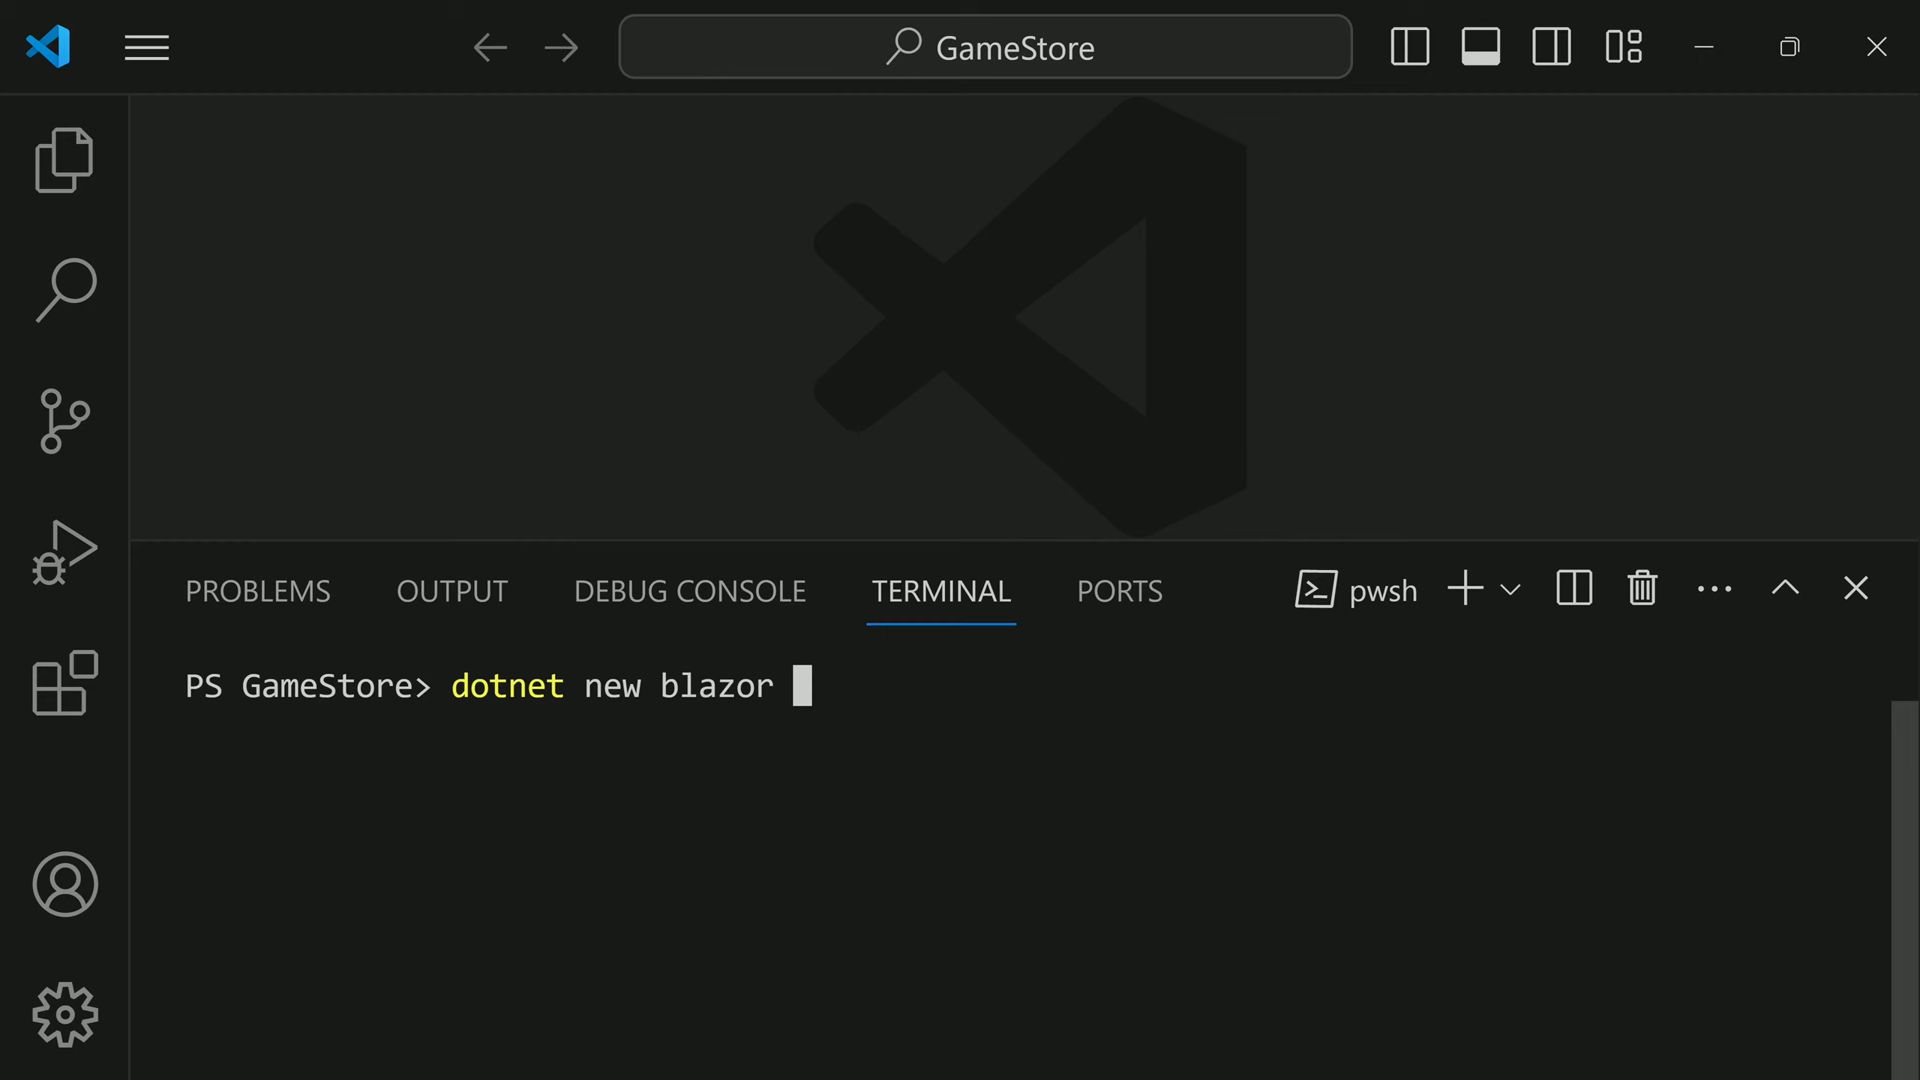 GameStore
PROBLEMS OUTPUT DEBUG CONSOLE TERMINAL PORTS pwsh
PS GameStore> dotnet new blazor